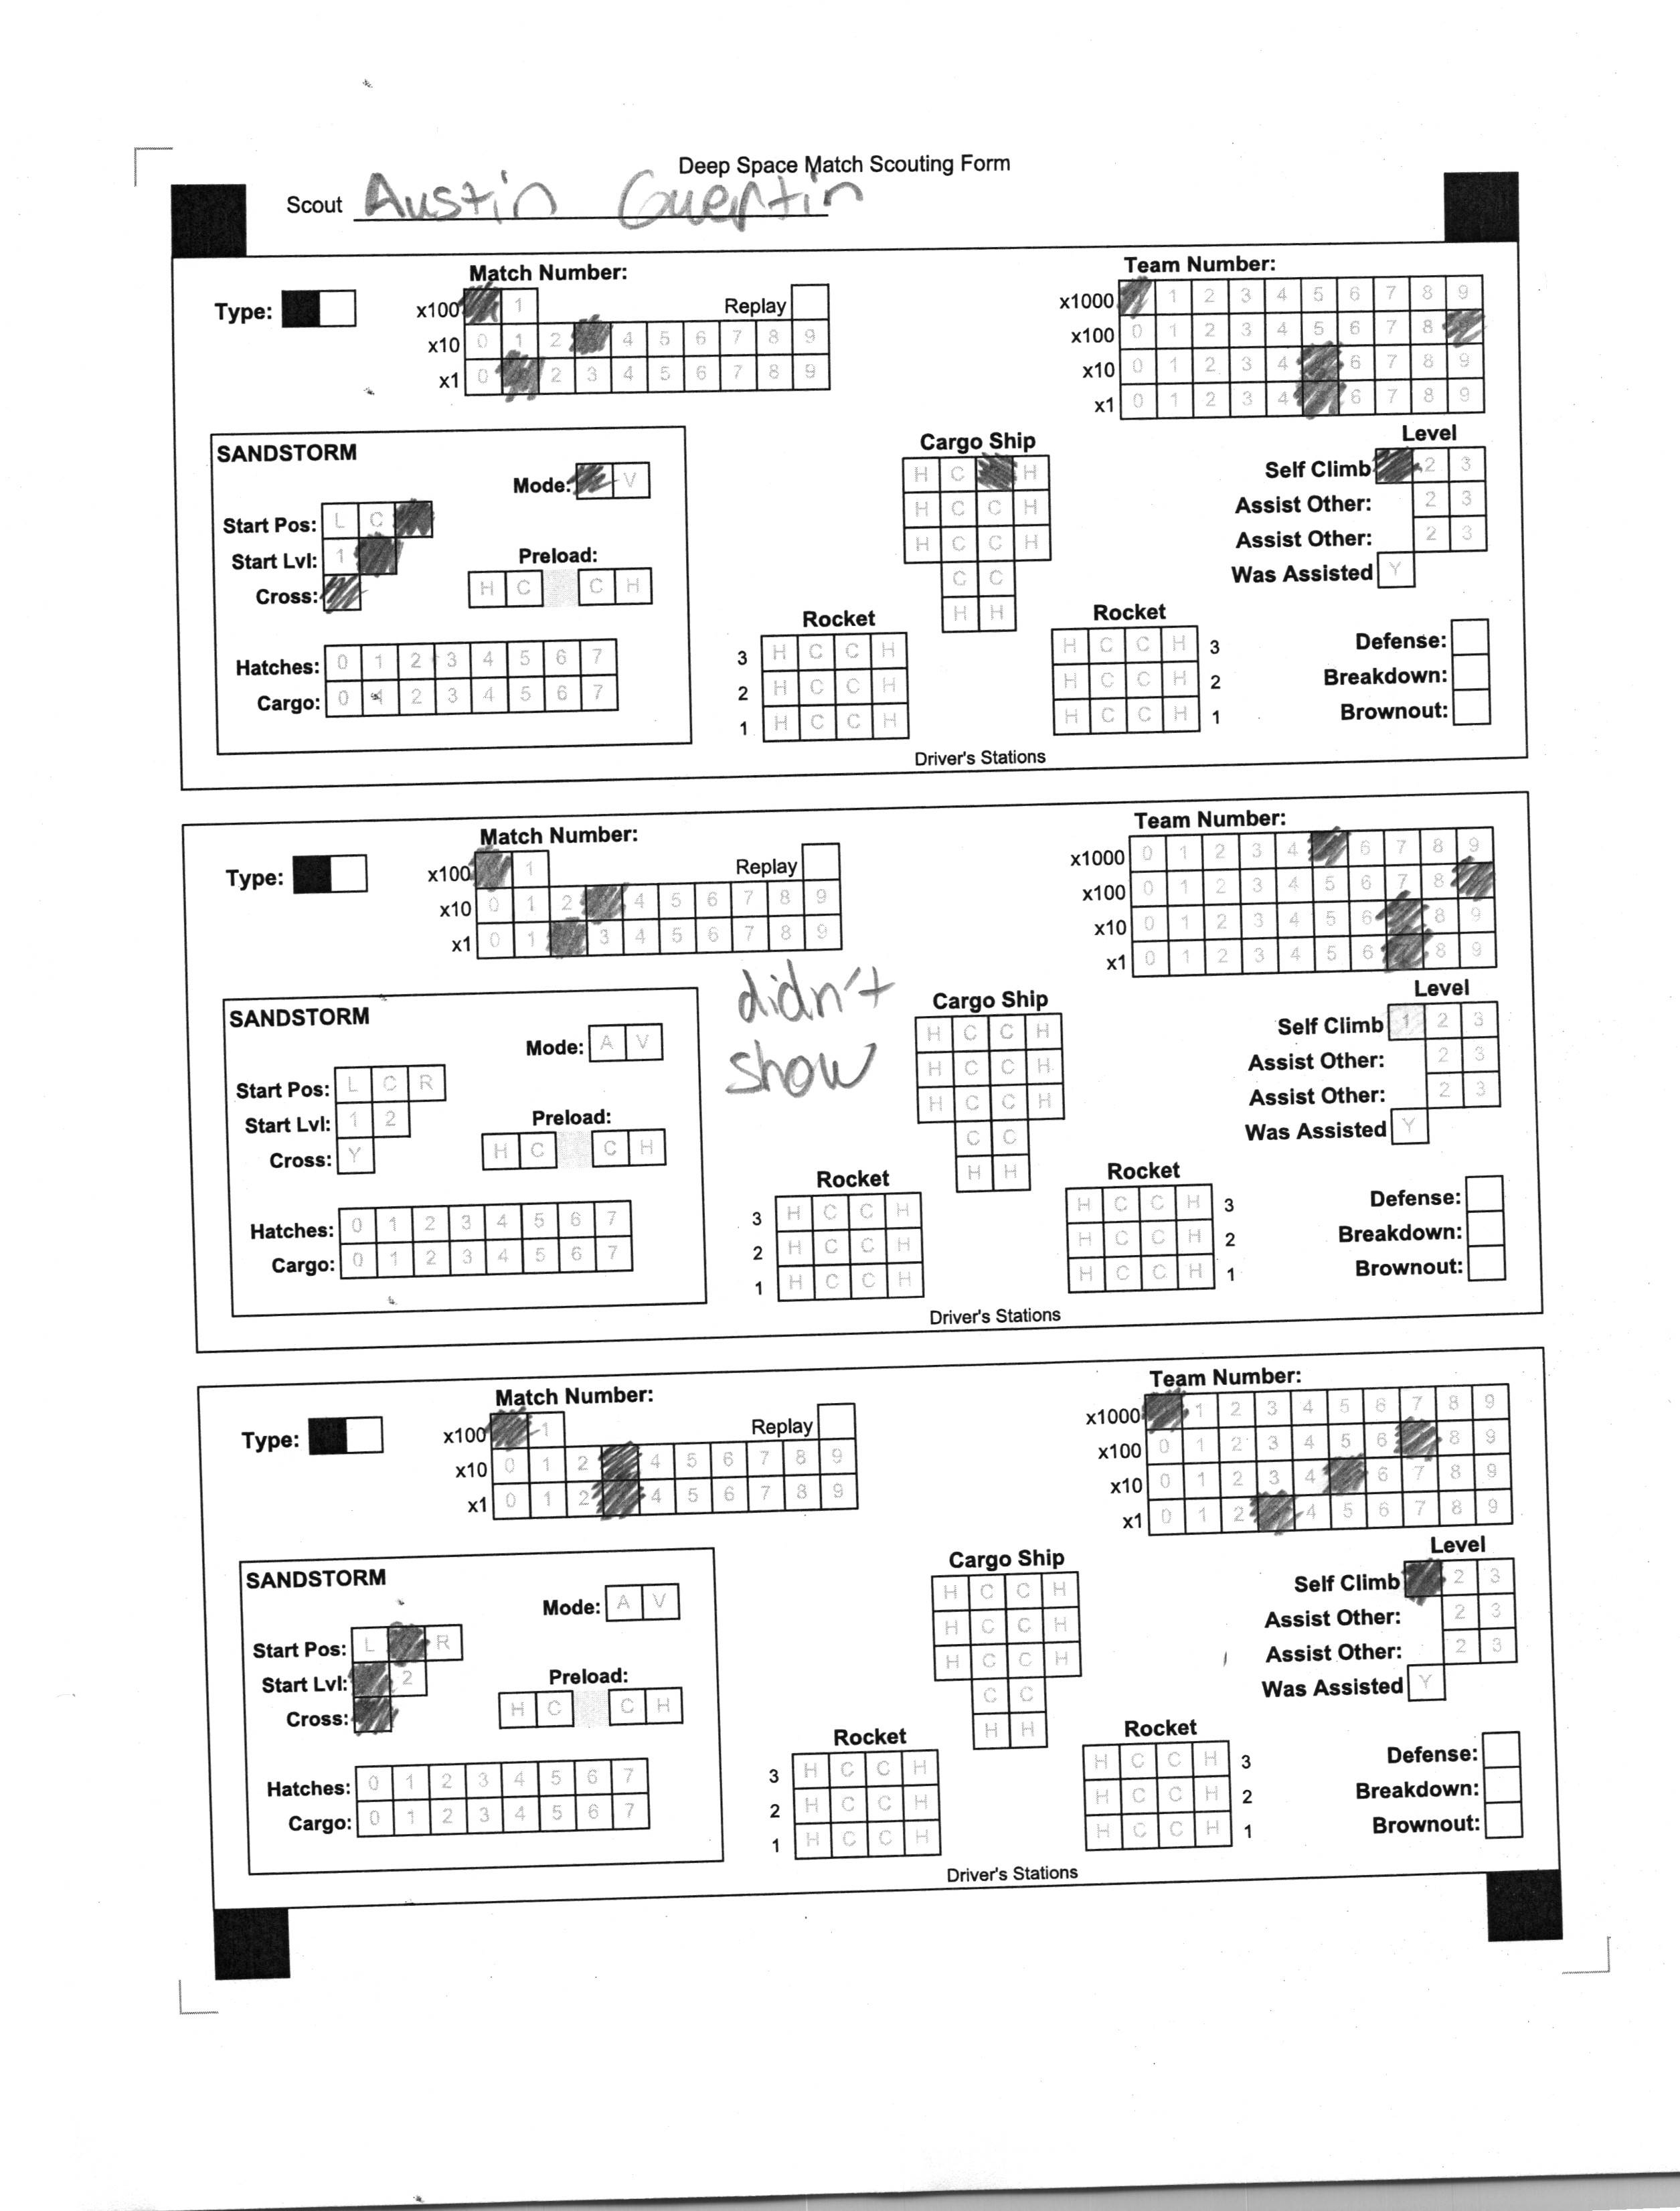 Deep Space Match Scouting Form
Scout Austin Quentin
Match Number:
Team Number:
Type:
x100 1 Replay
x10 0 1 2 4 5 6 7 8 9
x1 0 2 3 4 5 6 7 8 9
x1000 1 2 3 4 5 6 7 8 9
x100 0 1 2 3 4 5 6 7 8
x10 0 1 2 3 4 6 7 8 9
x1 0 1 2 3 4 6 7 8 9
SANDSTORM
Mode: V
Start Pos: L C
Start Lvl: 1
Cross:
Preload:
H C C H
Hatches: 0 1 2 3 4 5 6 7
Cargo: 0 1 2 3 4 5 6 7
Cargo Ship
H C H
H C C H
H C C H
C C
H H
Rocket
3 H C C H
2 H C C H
1 H C C H
Rocket
H C C H 3
H C C H 2
H C C H 1
Driver's Stations
Level
Self Climb 2 3
Assist Other: 2 3
Assist Other: 2 3
Was Assisted Y
Defense:
Breakdown:
Brownout:
Match Number:
Team Number:
Type:
x100 1 Replay
x10 0 1 2 4 5 6 7 8 9
x1 0 1 3 4 5 6 7 8 9
x1000 0 1 2 3 4 6 7 8 9
x100 0 1 2 3 4 5 6 7 8
x10 0 1 2 3 4 5 6 8 9
x1 0 1 2 3 4 5 6 8 9
didn't
show
SANDSTORM
Mode: A V
Start Pos: L C R
Start Lvl: 1 2
Cross: Y
Preload:
H C C H
Hatches: 0 1 2 3 4 5 6 7
Cargo: 0 1 2 3 4 5 6 7
Cargo Ship
H C C H
H C C H
H C C H
C C
H H
Rocket
3 H C C H
2 H C C H
1 H C C H
Rocket
H C C H 3
H C C H 2
H C C H 1
Driver's Stations
Level
Self Climb 1 2 3
Assist Other: 2 3
Assist Other: 2 3
Was Assisted Y
Defense:
Breakdown:
Brownout:
Match Number:
Team Number:
Type:
x100 1 Replay
x10 0 1 2 4 5 6 7 8 9
x1 0 1 2 4 5 6 7 8 9
x1000 1 2 3 4 5 6 7 8 9
x100 0 1 2 3 4 5 6 8 9
x10 0 1 2 3 4 6 7 8 9
x1 0 1 2 4 5 6 7 8 9
SANDSTORM
Mode: A V
Start Pos: L R
Start Lvl: 2
Cross:
Preload:
H C C H
Hatches: 0 1 2 3 4 5 6 7
Cargo: 0 1 2 3 4 5 6 7
Cargo Ship
H C C H
H C C H
H C C H
C C
H H
Rocket
3 H C C H
2 H C C H
1 H C C H
Rocket
H C C H 3
H C C H 2
H C C H 1
Driver's Stations
Level
Self Climb 2 3
Assist Other: 2 3
Assist Other: 2 3
Was Assisted Y
Defense:
Breakdown:
Brownout: